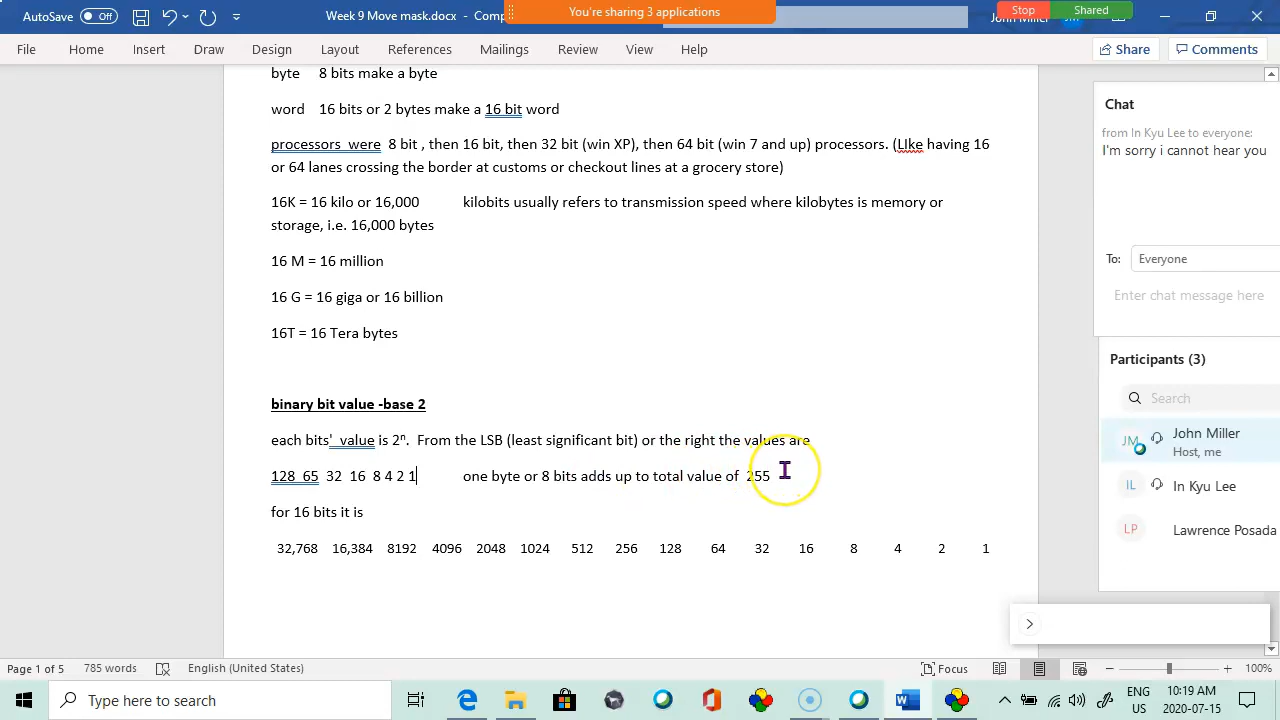 AutoSave Off Week 9 Move mask.docx - Comp
You're sharing 3 applications
John Miller JM
Stop Shared
File Home Insert Draw Design Layout References Mailings Review View Help Share Comments
byte 8 bits make a byte
word 16 bits or 2 bytes make a 16 bit word
processors were 8 bit , then 16 bit, then 32 bit (win XP), then 64 bit (win 7 and up) processors. (LIke having 16
or 64 lanes crossing the border at customs or checkout lines at a grocery store)
16K = 16 kilo or 16,000 kilobits usually refers to transmission speed where kilobytes is memory or
storage, i.e. 16,000 bytes
16 M = 16 million
16 G = 16 giga or 16 billion
16T = 16 Tera bytes
binary bit value -base 2
each bits' value is 2ⁿ. From the LSB (least significant bit) or the right the values are
128 65 32 16 8 4 2 1 one byte or 8 bits adds up to total value of 255
for 16 bits it is
32,768 16,384 8192 4096 2048 1024 512 256 128 64 32 16 8 4 2 1
Chat
from In Kyu Lee to everyone:
I'm sorry i cannot hear you
To: Everyone
Enter chat message here
Participants (3)
Search
JM John Miller
Host, me
IL In Kyu Lee
LP Lawrence Posada
Page 1 of 5 785 words English (United States) Focus 100%
Type here to search
ENG 10:19 AM
US 2020-07-15